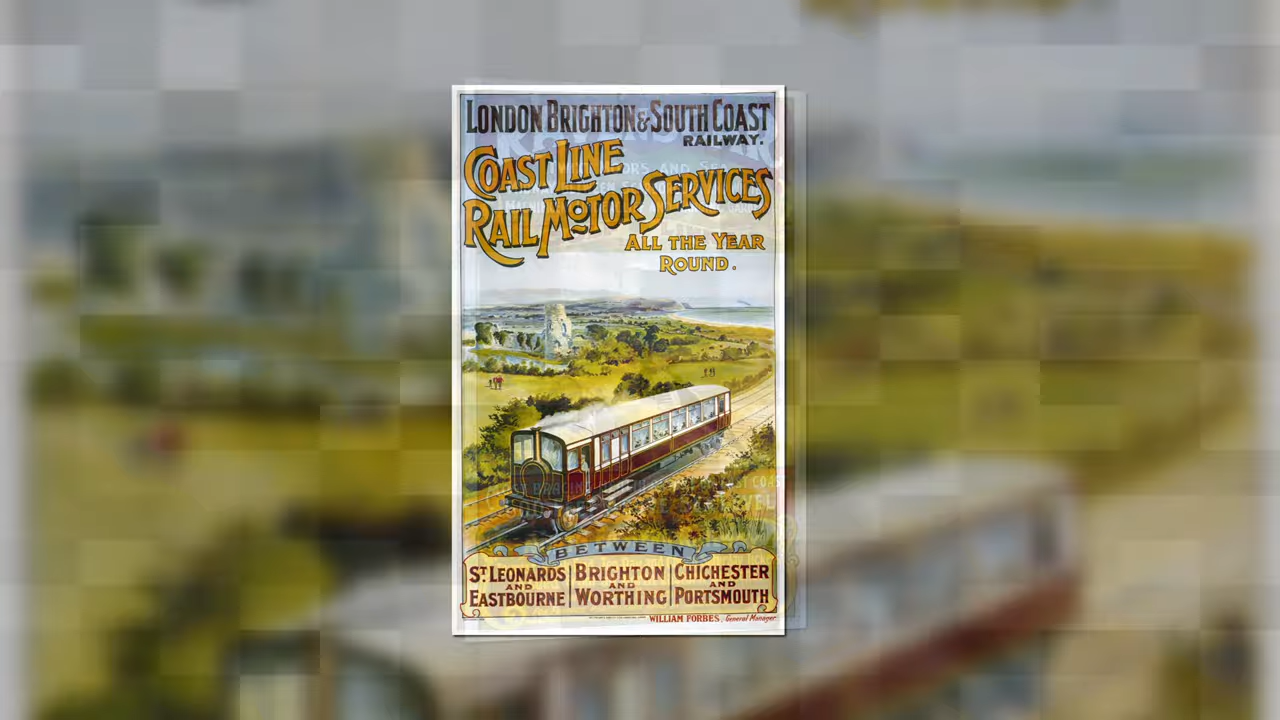 LONDON BRIGHTON & SOUTH COAST
RAILWAY.
COAST LINE
RAIL MOTOR SERVICES
ALL THE YEAR
ROUND.
BETWEEN
ST LEONARDS AND EASTBOURNE
BRIGHTON AND WORTHING
CHICHESTER AND PORTSMOUTH
WILLIAM FORBES, General Manager